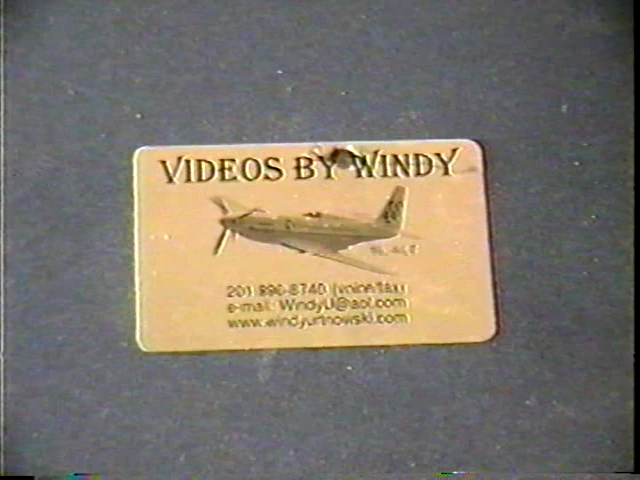 VIDEOS BY WINDY
201 896-8740 (voice/fax)
e-mail: WindyU@aol.com
www.windyurtnowski.com